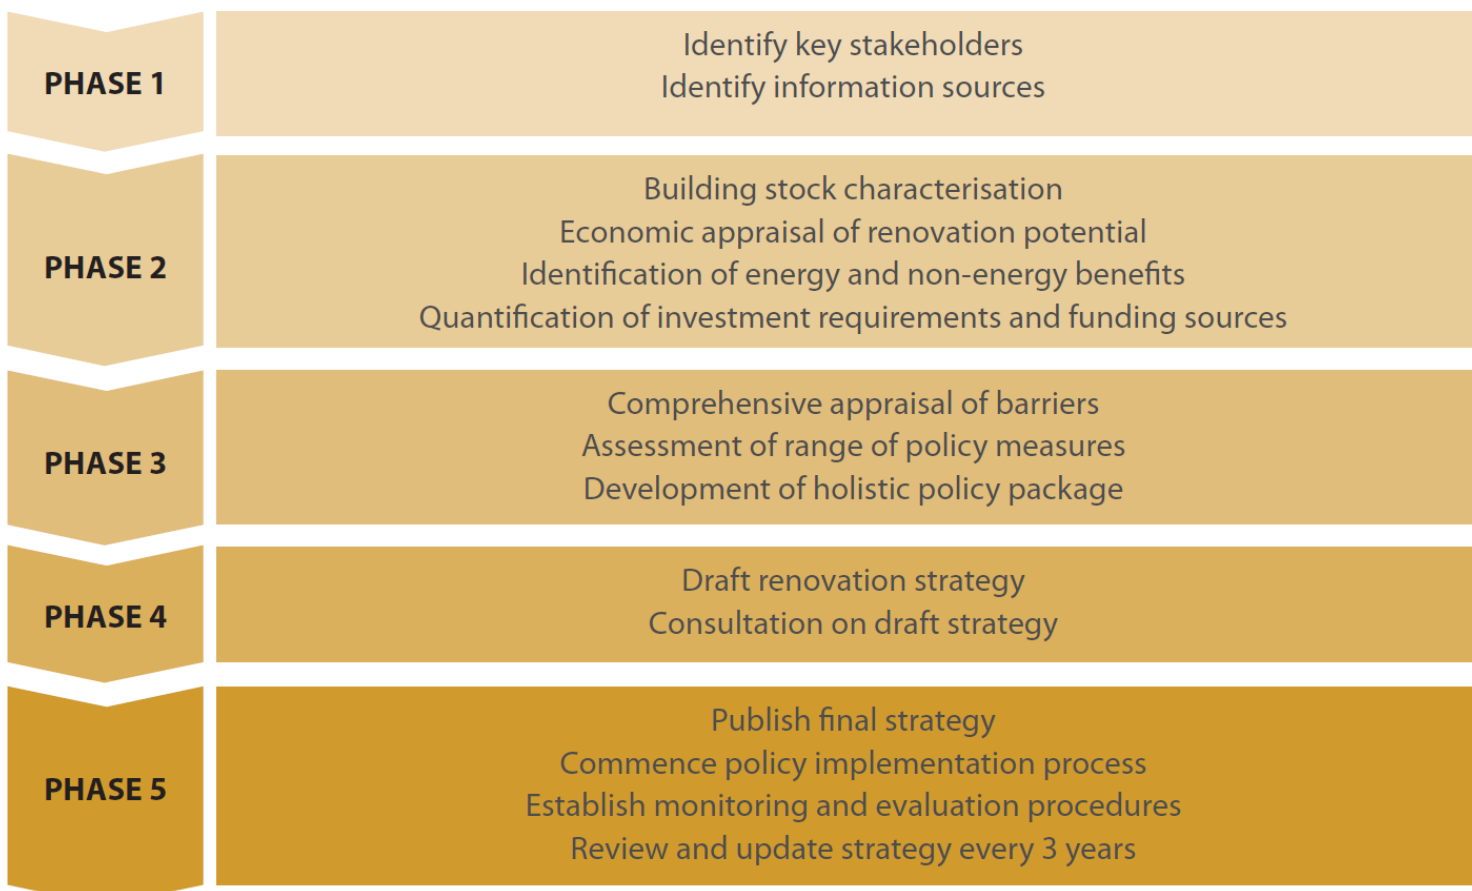 PHASE 1
Identify key stakeholders
Identify information sources
PHASE 2
Building stock characterisation
Economic appraisal of renovation potential
Identification of energy and non-energy benefits
Quantification of investment requirements and funding sources
PHASE 3
Comprehensive appraisal of barriers
Assessment of range of policy measures
Development of holistic policy package
PHASE 4
Draft renovation strategy
Consultation on draft strategy
PHASE 5
Publish final strategy
Commence policy implementation process
Establish monitoring and evaluation procedures
Review and update strategy every 3 years